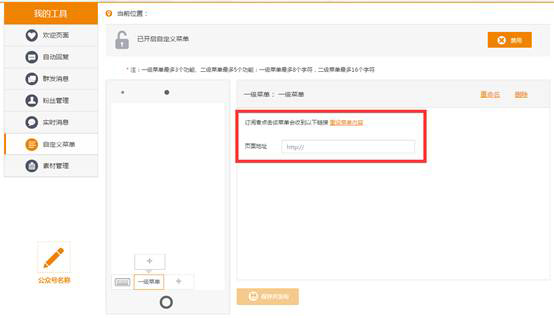 我的工具
当前位置：
欢迎页面
自动回复
群发消息
粉丝管理
实时消息
自定义菜单
素材管理
公众号名称
已开启自定义菜单
禁用
* 注：一级菜单最多3个功能，二级菜单最多5个功能；一级菜单最多8个字符，二级菜单最多16个字符
一级菜单： 一级菜单
重命名
删除
订阅者点击该菜单会收到以下链接 重设菜单内容
页面地址
http://
一级菜单